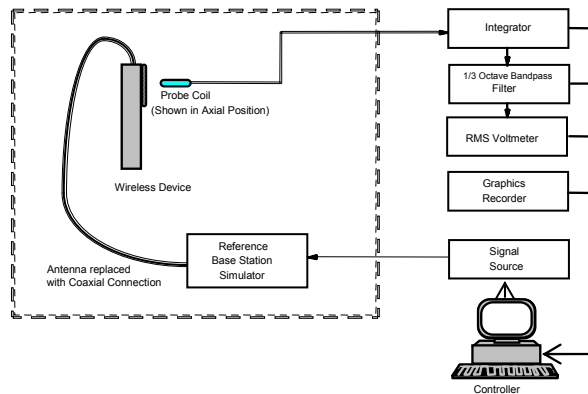 Integrator
1/3 Octave Bandpass
Filter
RMS Voltmeter
Graphics
Recorder
Probe Coil
(Shown in Axial Position)
Wireless Device
Reference
Base Station
Simulator
Antenna replaced
with Coaxial Connection
Signal
Source
Controller